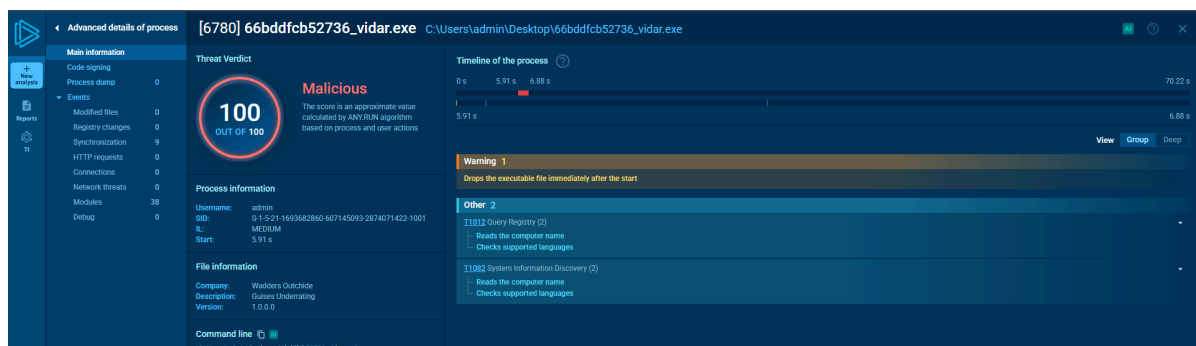 Advanced details of process
[6780] 66bddfcb52736_vidar.exe C:\Users\admin\Desktop\66bddfcb52736_vidar.exe
AI
New analysis
Reports
TI
Main information
Code signing
Process dump 0
Events
Modified files 0
Registry changes 0
Synchronization 9
HTTP requests 0
Connections 0
Network threats 0
Modules 38
Debug 0
Threat Verdict
100
OUT OF 100
Malicious
The score is an approximate value
calculated by ANY.RUN algorithm
based on process and user actions
Process information
Username: admin
SID: S-1-5-21-1693682860-607145093-2874071422-1001
IL: MEDIUM
Start: 5.91 s
File information
Company: Wadders Outchide
Description: Guises Underrating
Version: 1.0.0.0
Command line AI
Timeline of the process ?
0 s 5.91 s 6.88 s 70.22 s
5.91 s 6.88 s
View Group Deep
Warning 1
Drops the executable file immediately after the start
Other 2
T1012 Query Registry (2)
Reads the computer name
Checks supported languages
T1082 System Information Discovery (2)
Reads the computer name
Checks supported languages